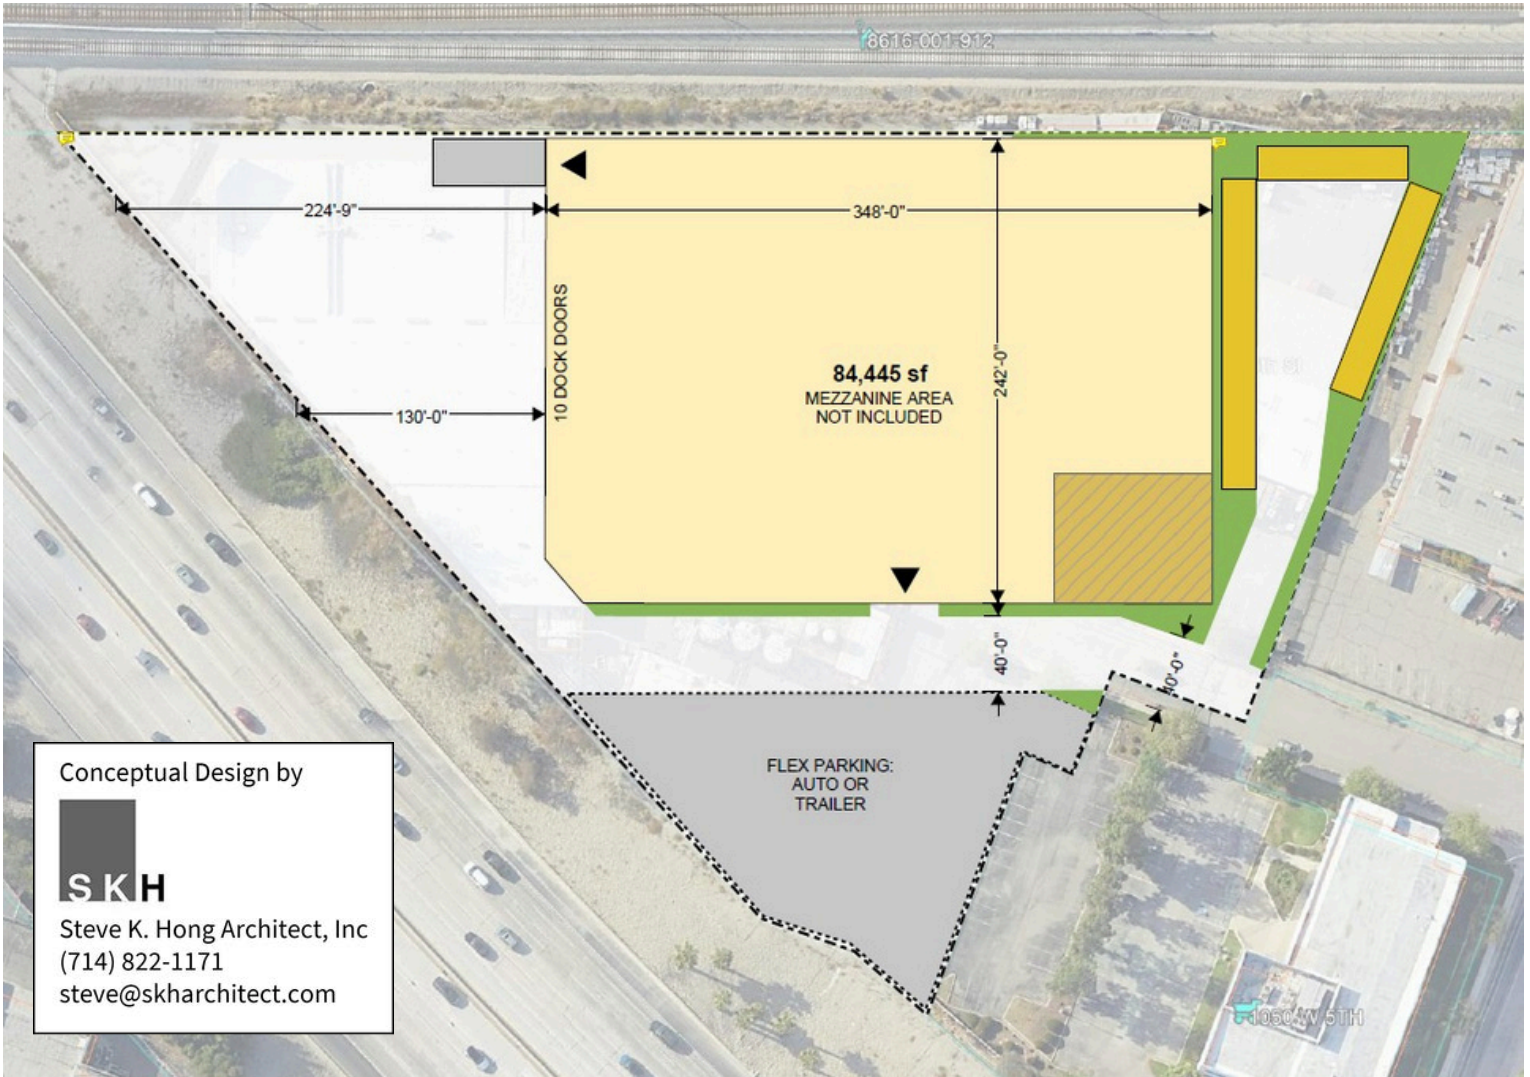 8616-001-912
224'-9"
348'-0"
10 DOCK DOORS
242'-0"
84,445 sf
MEZZANINE AREA
NOT INCLUDED
130'-0"
40'-0"
40'-0"
FLEX PARKING:
AUTO OR
TRAILER
Conceptual Design by
SKH
Steve K. Hong Architect, Inc
(714) 822-1171
steve@skharchitect.com
1050 W 5TH